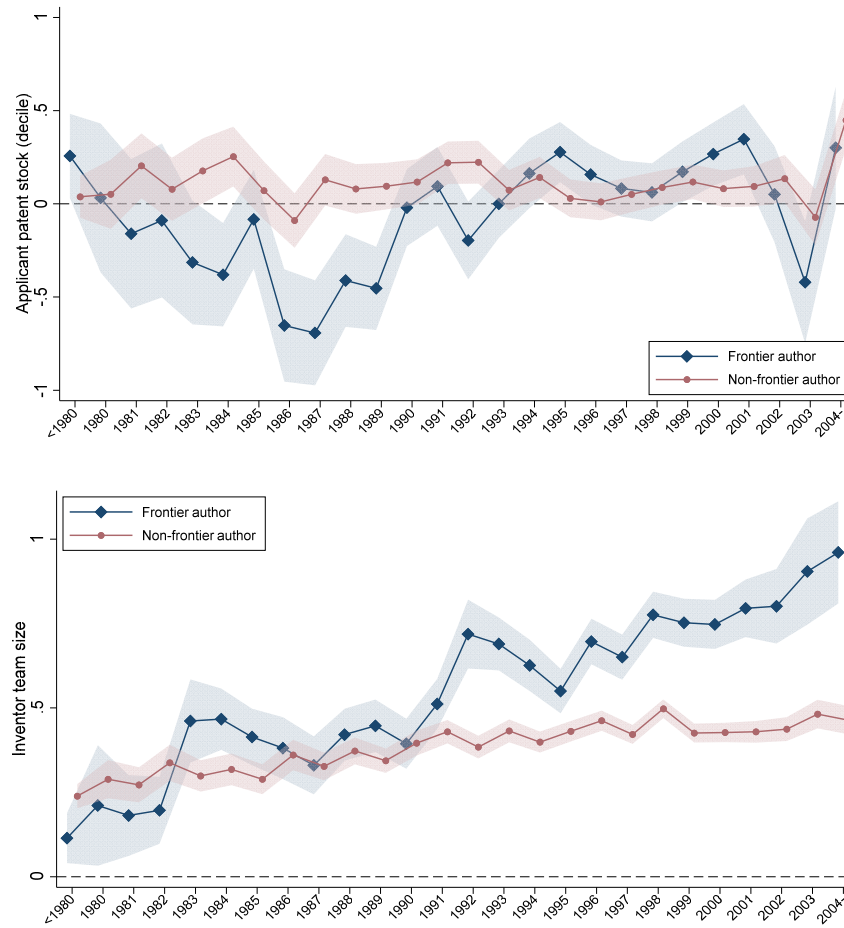 Applicant patent stock (decile)
1
.5
0
-.5
-1
Frontier author
Non-frontier author
<1980 1980 1981 1982 1983 1984 1985 1986 1987 1988 1989 1990 1991 1992 1993 1994 1995 1996 1997 1998 1999 2000 2001 2002 2003 2004-
Inventor team size
1
.5
0
Frontier author
Non-frontier author
<1980 1980 1981 1982 1983 1984 1985 1986 1987 1988 1989 1990 1991 1992 1993 1994 1995 1996 1997 1998 1999 2000 2001 2002 2003 2004-